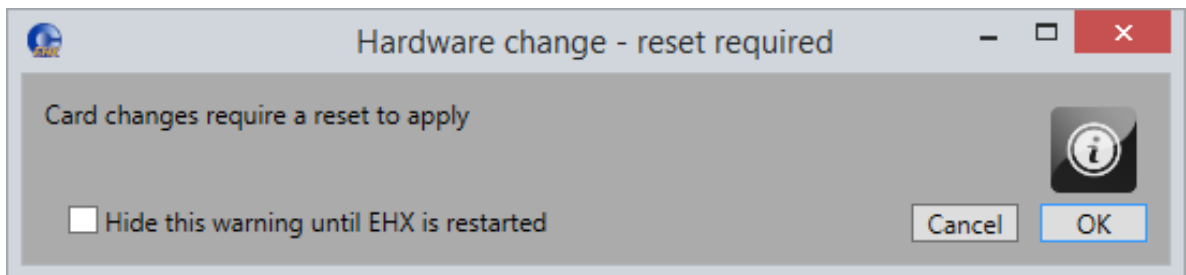 Hardware change - reset required
Card changes require a reset to apply
Hide this warning until EHX is restarted
Cancel
OK